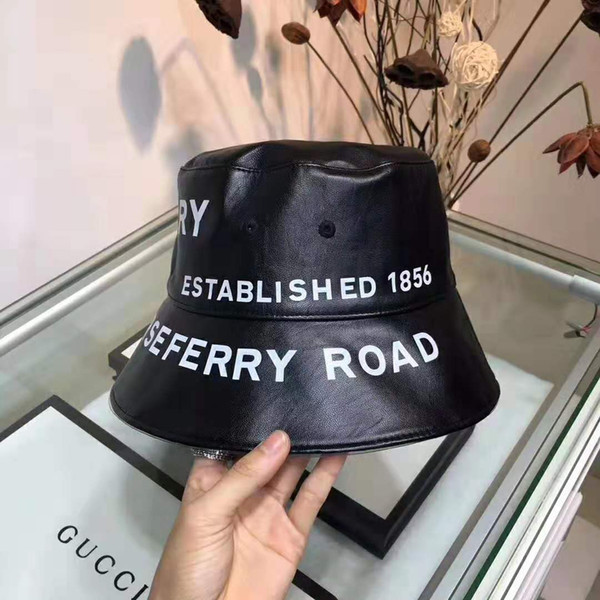 RY
ESTABLISHED 1856
SEFERRY ROAD
GUCCI